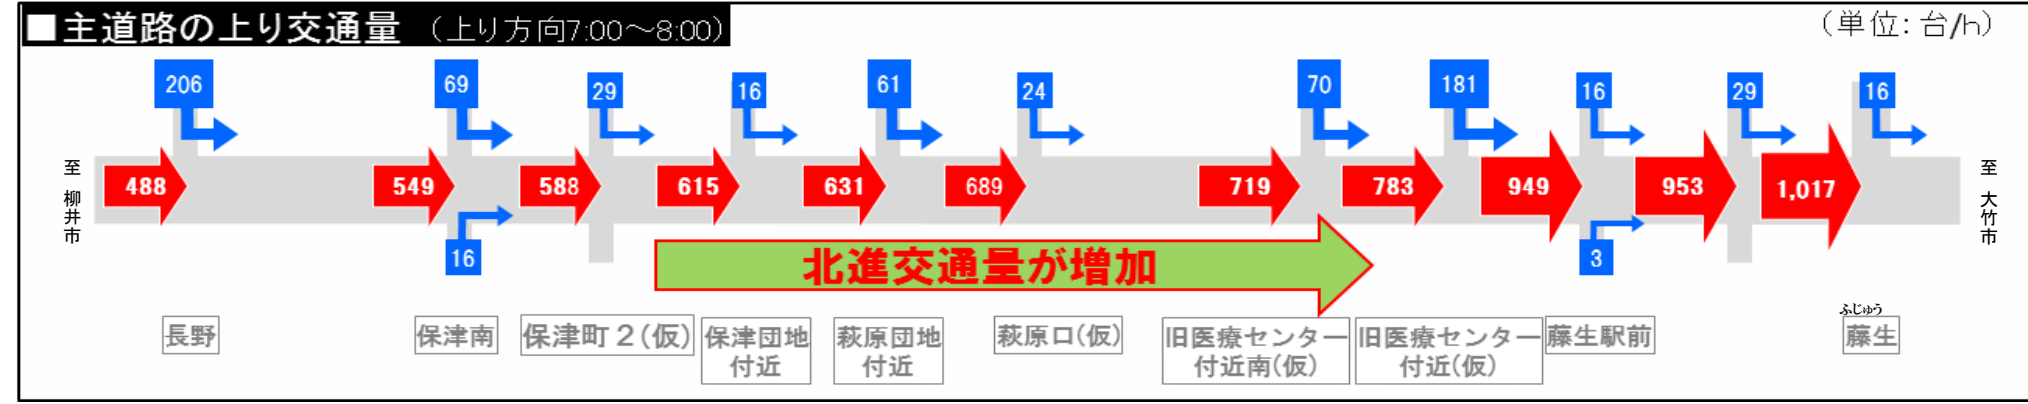 ■主道路の上り交通量 (上り方向7:00～8:00)
(単位: 台/h)
206
69
29
16
61
24
70
181
16
29
16
至 柳井市
488
549
588
615
631
689
719
783
949
953
1,017
至 大竹市
16
3
北進交通量が増加
長野
保津南
保津町２(仮)
保津団地
付近
萩原団地
付近
萩原口(仮)
旧医療センター
付近南(仮)
旧医療センター
付近(仮)
藤生駅前
ふじゅう
藤生